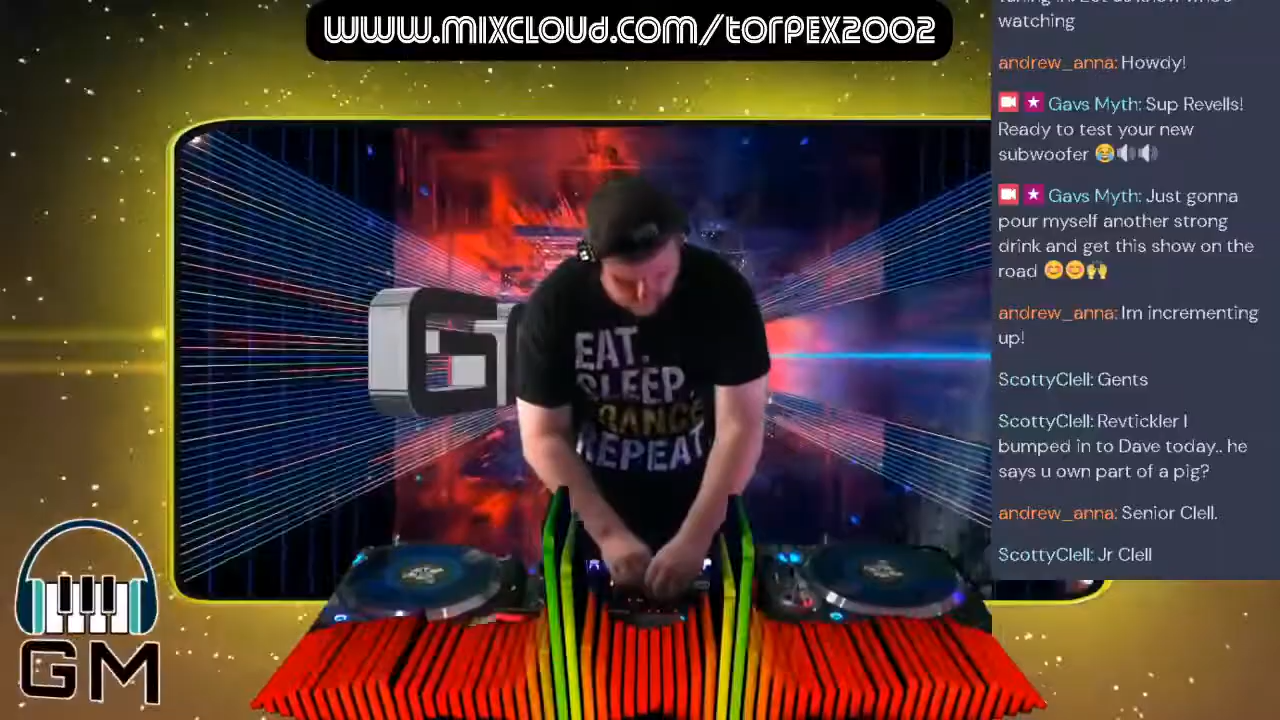 www.mixcloud.com/torpex2002
watching
andrew_anna: Howdy!
Gavs Myth: Sup Revells!
Ready to test your new
subwoofer 😂🔊🔊
Gavs Myth: Just gonna
pour myself another strong
drink and get this show on the
road 😊😊🙌
andrew_anna: Im incrementing
up!
ScottyClell: Gents
ScottyClell: Revtickler I
bumped in to Dave today.. he
says u own part of a pig?
andrew_anna: Senior Clell.
ScottyClell: Jr Clell
EAT.
SLEEP.
TRANCE
REPEAT
GM